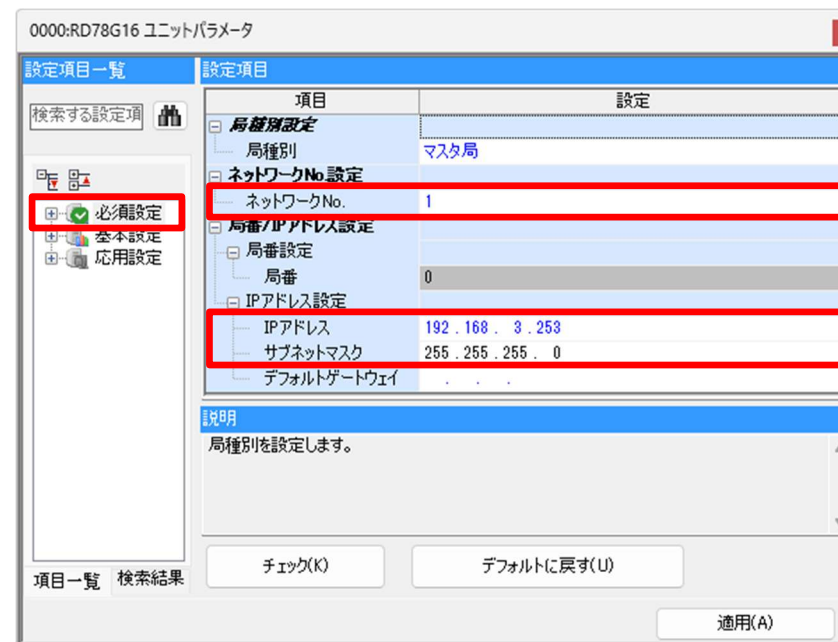 0000:RD78G16 ユニットパラメータ
設定項目一覧
設定項目
検索する設定項
項目 設定
局種別設定
局種別 マスタ局
ネットワークNo.設定
ネットワークNo. 1
局番/IPアドレス設定
局番設定
局番 0
IPアドレス設定
IPアドレス 192 . 168 . 3 . 253
サブネットマスク 255 . 255 . 255 . 0
デフォルトゲートウェイ . . .
必須設定
基本設定
応用設定
説明
局種別を設定します。
項目一覧 検索結果
チェック(K) デフォルトに戻す(U)
適用(A)